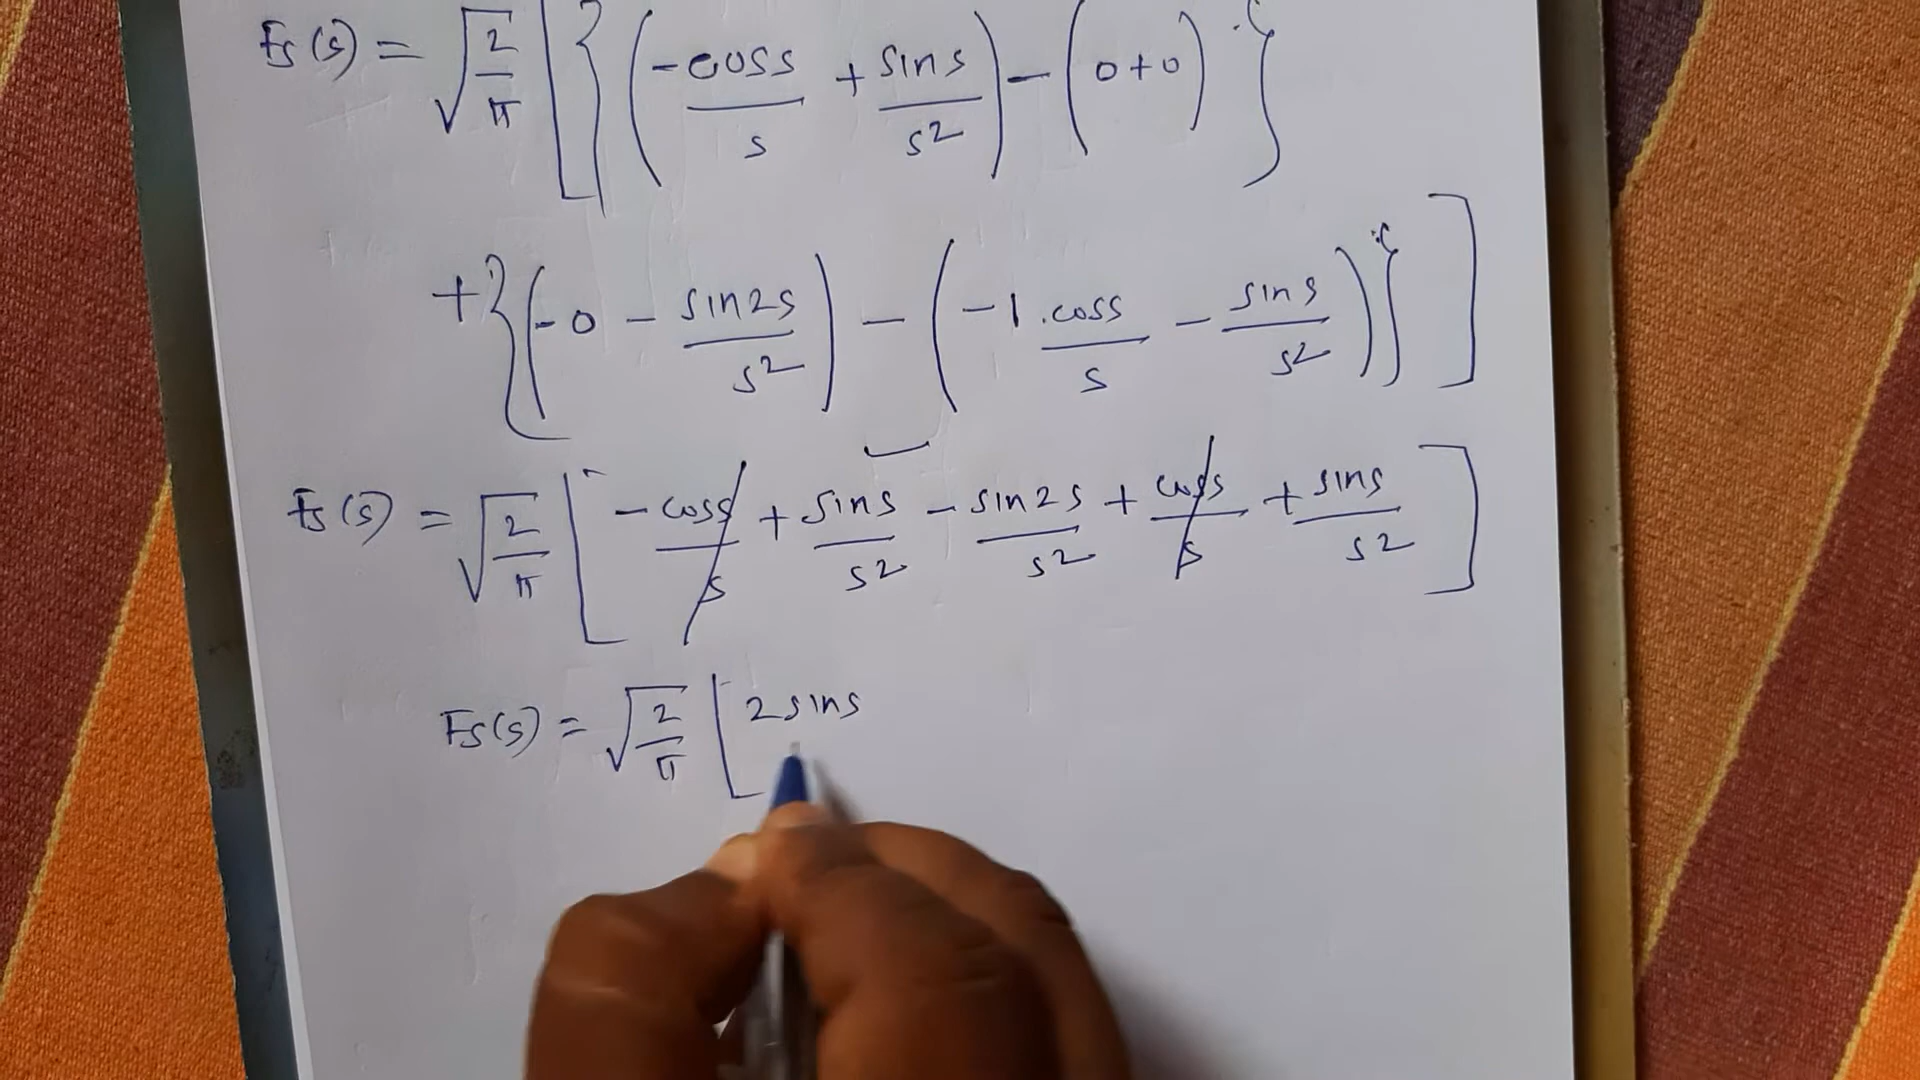 Fs(s) = √(2/π) [ { ( -coss/s + sins/s² ) - ( 0+0 ) }
+ { ( -0 - sin2s/s² ) - ( -1.coss/s - sins/s² ) } ]
Fs(s) = √(2/π) [ -coss/s + sins/s² - sin2s/s² + coss/s + sins/s² ]
Fs(s) = √(2/π) [ 2sins